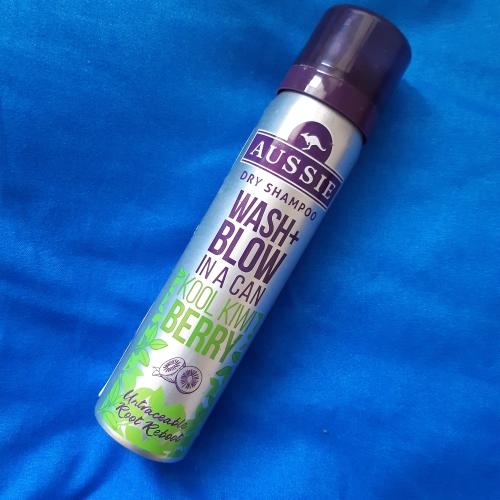 AUSSIE
DRY SHAMPOO
WASH+
BLOW
IN A CAN
KOOL KIWI
BERRY
Untraceable
Root Reboot